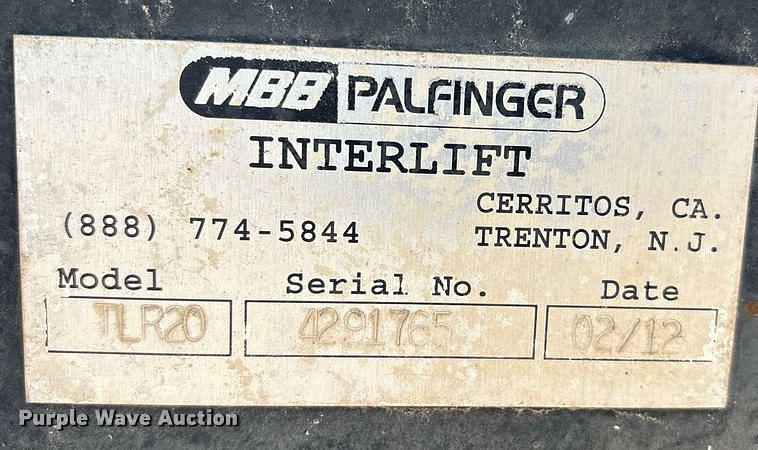 MBB PALFINGER
INTERLIFT
(888) 774-5844
CERRITOS, CA.
TRENTON, N.J.
Model Serial No. Date
TLR20 4291765 02/12
Purple Wave Auction